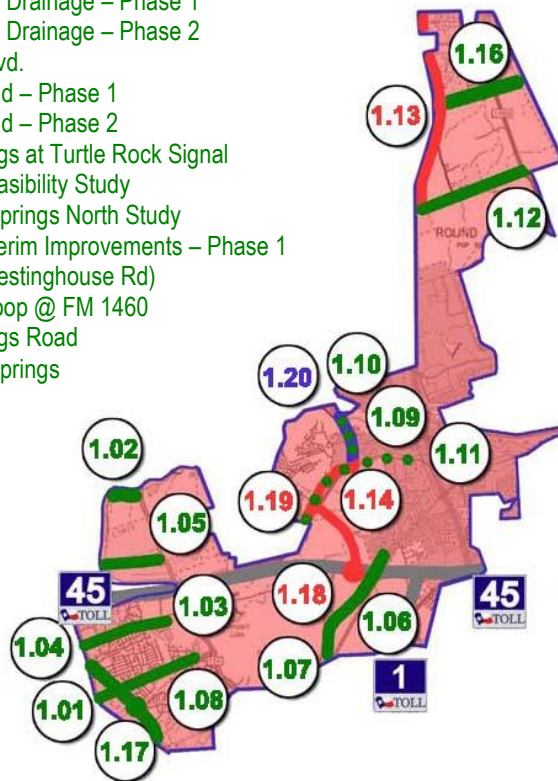 Drainage – Phase 1
Drainage – Phase 2
vd.
d – Phase 1
d – Phase 2
gs at Turtle Rock Signal
asibility Study
prings North Study
erim Improvements – Phase 1
estinghouse Rd)
oop @ FM 1460
gs Road
prings
1.16
1.13
1.12
ROUND
1.20
1.10
1.09
1.02
1.11
1.19
1.14
1.05
45
TOLL
1.03
1.18
45
TOLL
1.04
1.06
1.07
1
TOLL
1.01
1.08
1.17